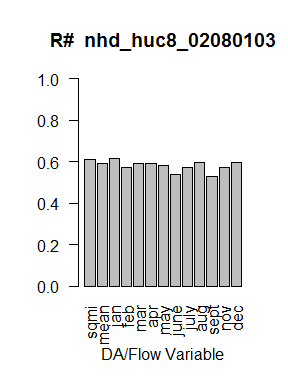 R#  nhd_huc8_02080103
1.0
0.8
0.6
0.4
0.2
0.0
sqmi
mean
jan
feb
mar
apr
may
june
july
aug
sept
nov
dec
DA/Flow Variable